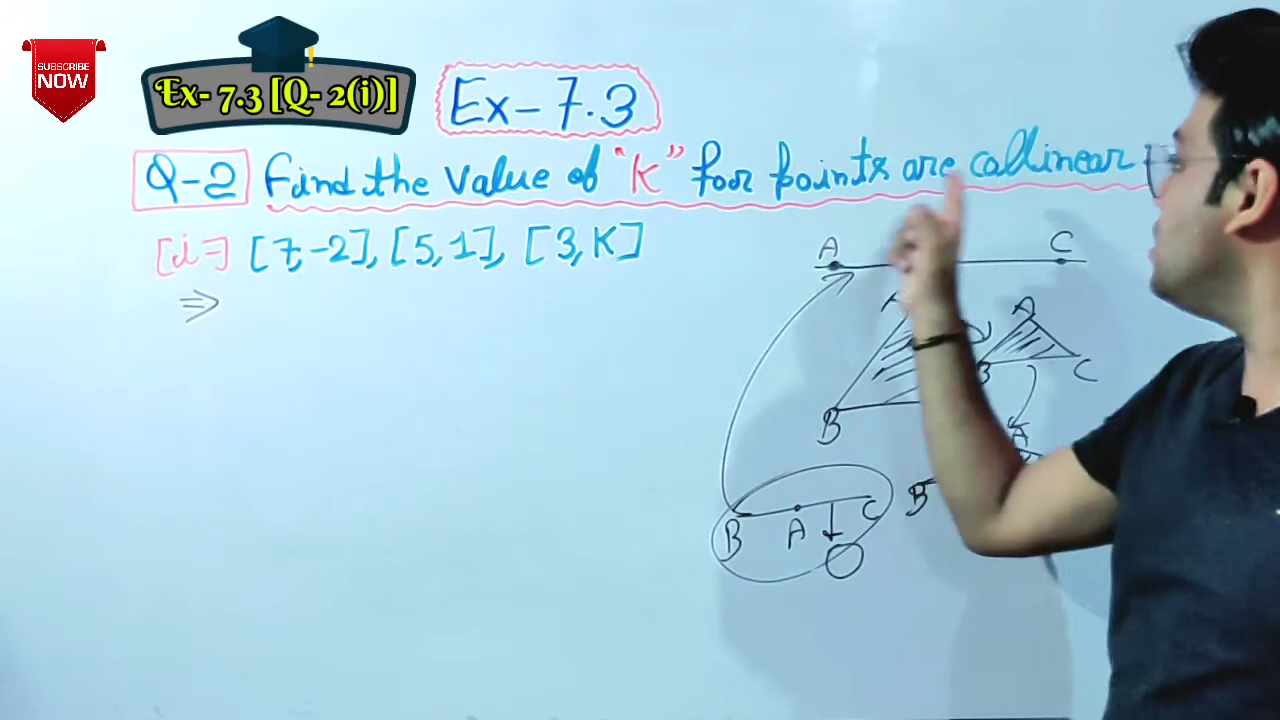 SUBSCRIBE
NOW
Ex- 7.3 [Q- 2(i)]
Ex-7.3
Q-2 Find the value of "K" for points are collinear
[i-] [7,-2], [5,1], [3,K]
⇒
A C
A
B C
B
A
B A C
B